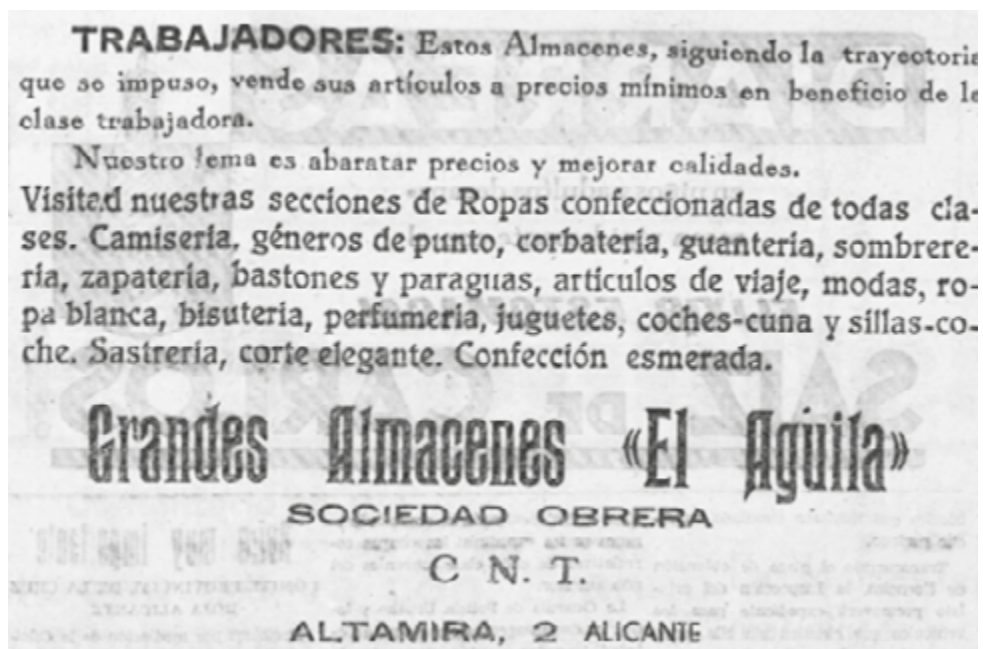 TRABAJADORES: Estos Almacenes, siguiendo la trayectoria
que se impuso, vende sus artículos a precios mínimos en beneficio de la
clase trabajadora.
Nuestro lema es abaratar precios y mejorar calidades.
Visitad nuestras secciones de Ropas confeccionadas de todas cla-
ses. Camisería, géneros de punto, corbatería, guantería, sombrere-
ría, zapatería, bastones y paraguas, artículos de viaje, modas, ro-
pa blanca, bisutería, perfumería, juguetes, coches-cuna y sillas-co-
che. Sastrería, corte elegante. Confección esmerada.
Grandes Almacenes «El Aguila»
SOCIEDAD OBRERA
C N. T.
ALTAMIRA, 2 ALICANTE